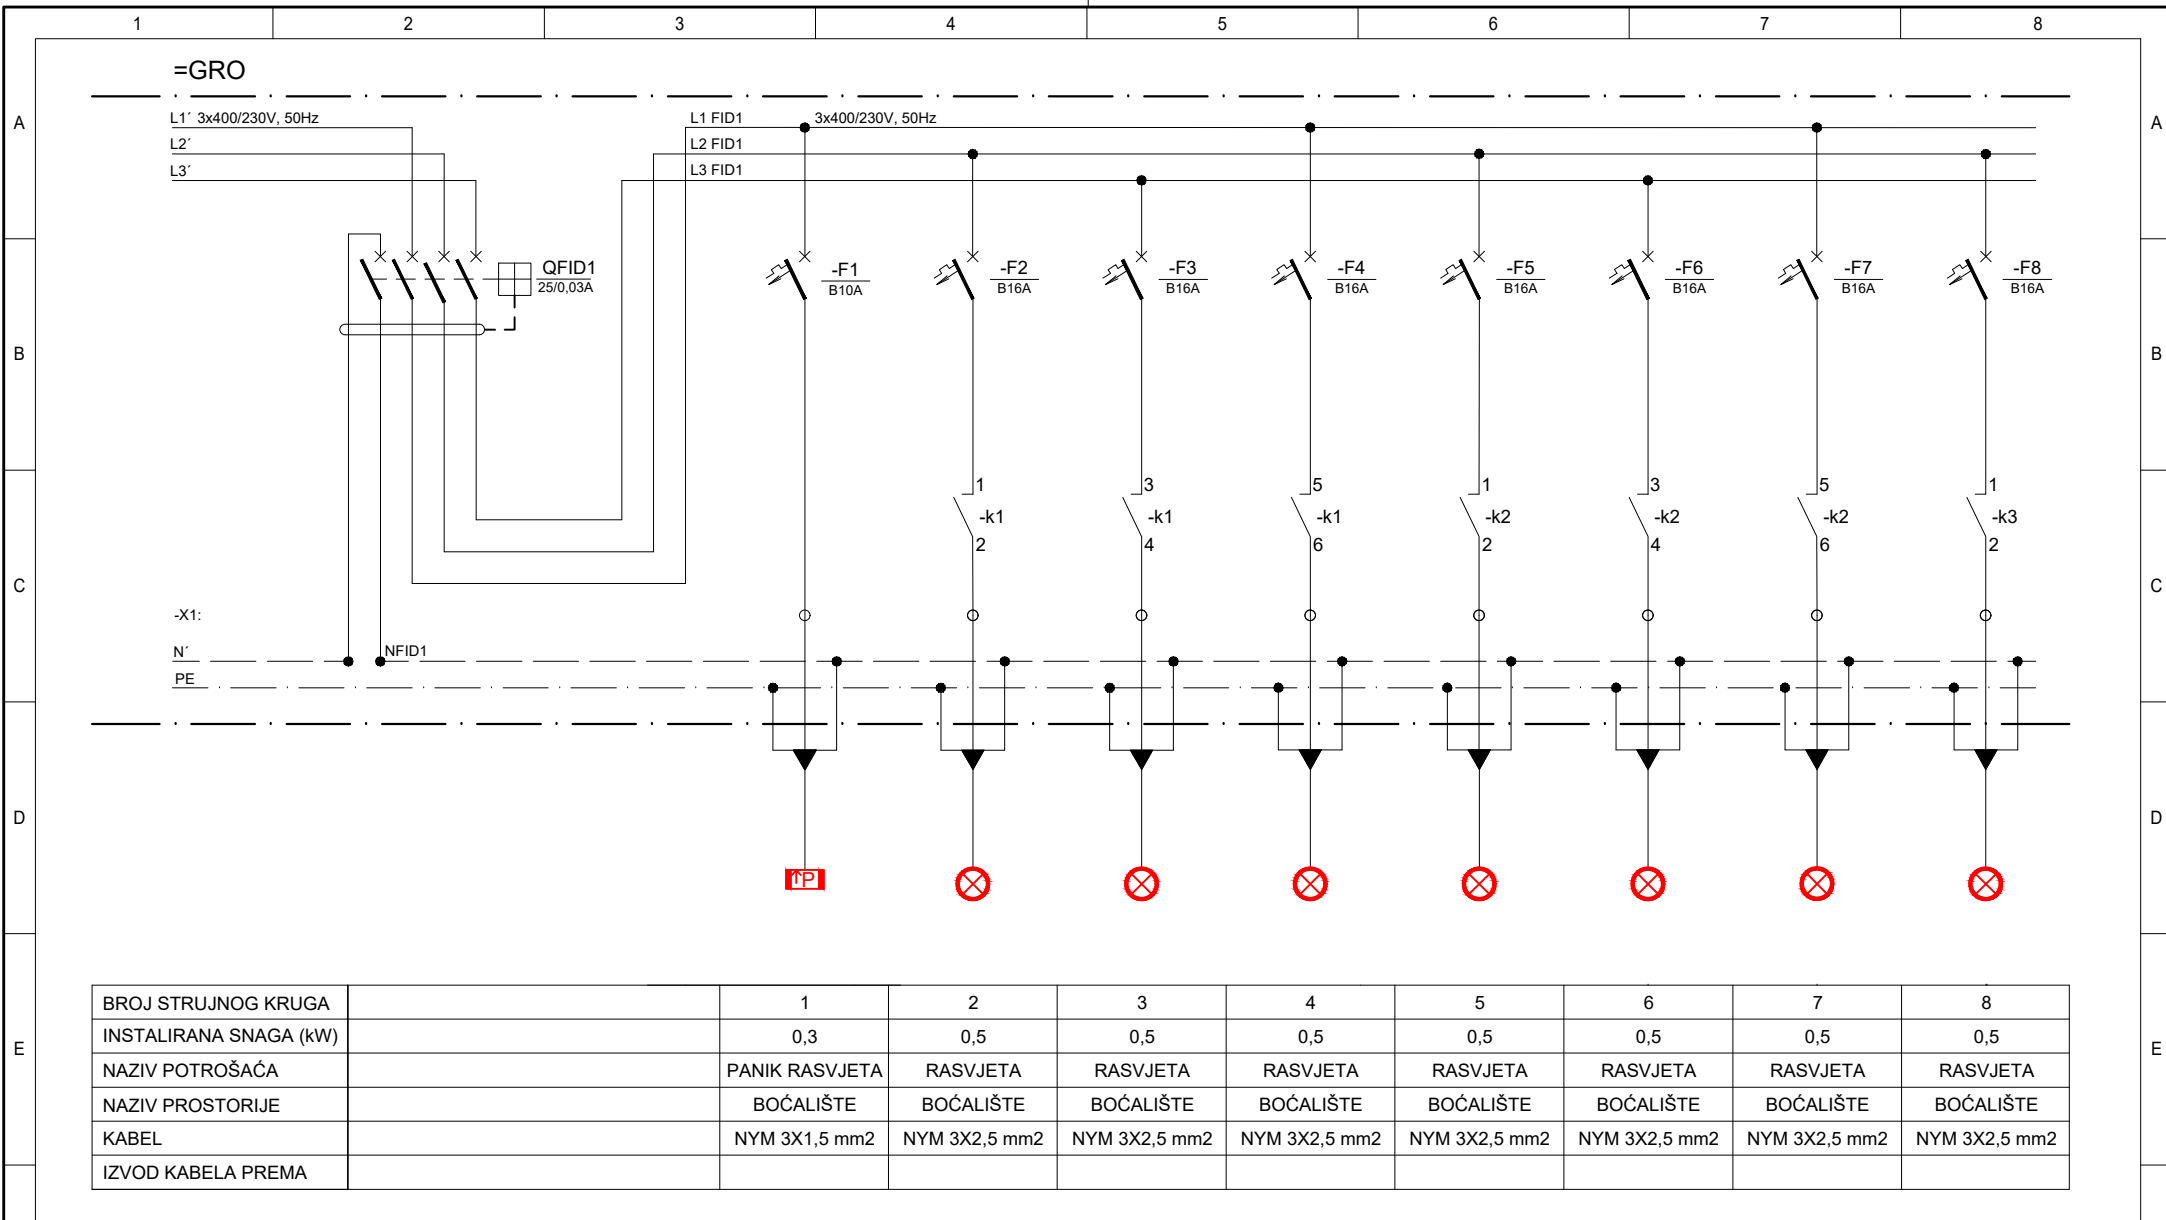 1 2 3 4 5 6 7 8
=GRO
A A
L1´ 3x400/230V, 50Hz L1 FID1 3x400/230V, 50Hz
L2´ L2 FID1
L3´ L3 FID1
QFID1 -F1 -F2 -F3 -F4 -F5 -F6 -F7 -F8
25/0,03A B10A B16A B16A B16A B16A B16A B16A B16A
B B
1 3 5 1 3 5 1
-k1 -k1 -k1 -k2 -k2 -k2 -k3
2 4 6 2 4 6 2
C C
-X1:
N´ NFID1
PE
D D
P
BROJ STRUJNOG KRUGA 1 2 3 4 5 6 7 8
INSTALIRANA SNAGA (kW) 0,3 0,5 0,5 0,5 0,5 0,5 0,5 0,5
E E
NAZIV POTROŠAĆA PANIK RASVJETA RASVJETA RASVJETA RASVJETA RASVJETA RASVJETA RASVJETA RASVJETA
NAZIV PROSTORIJE BOĆALIŠTE BOĆALIŠTE BOĆALIŠTE BOĆALIŠTE BOĆALIŠTE BOĆALIŠTE BOĆALIŠTE BOĆALIŠTE
KABEL NYM 3X1,5 mm2 NYM 3X2,5 mm2 NYM 3X2,5 mm2 NYM 3X2,5 mm2 NYM 3X2,5 mm2 NYM 3X2,5 mm2 NYM 3X2,5 mm2 NYM 3X2,5 mm2
IZVOD KABELA PREMA